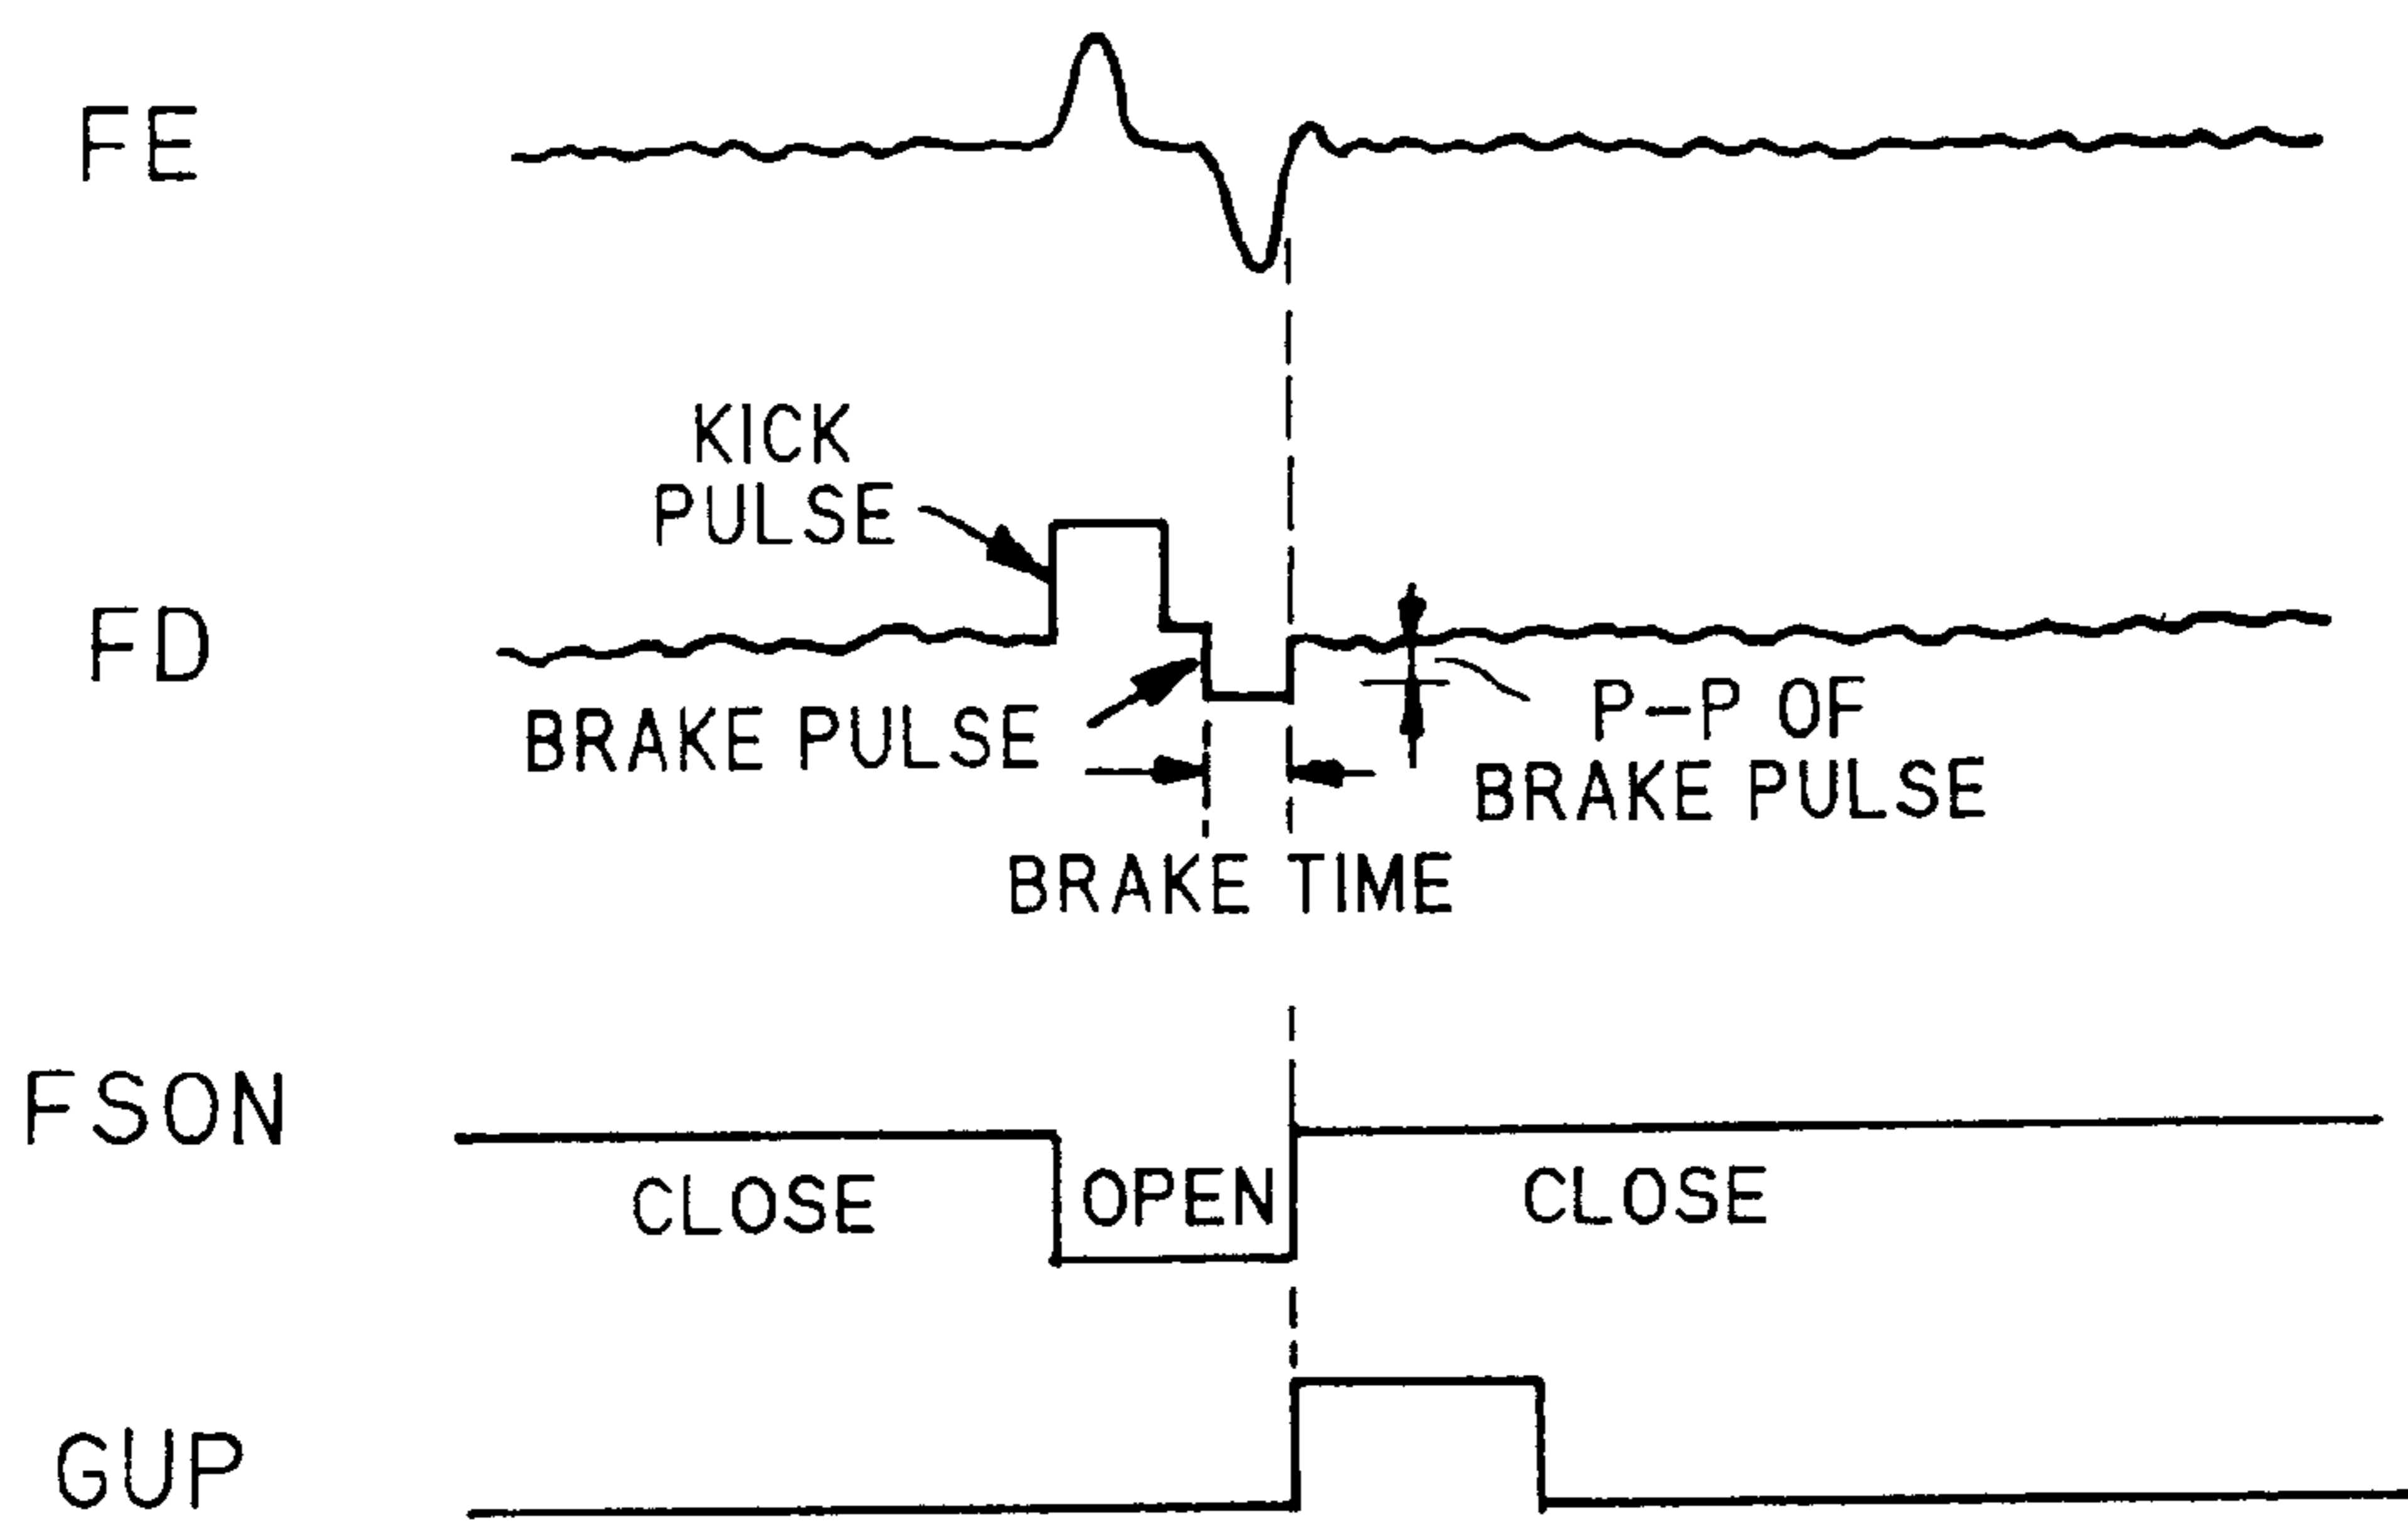 FE
KICK
PULSE
FD
BRAKE PULSE
P-P OF
BRAKE PULSE
BRAKE TIME
FSON
CLOSE
OPEN
CLOSE
GUP